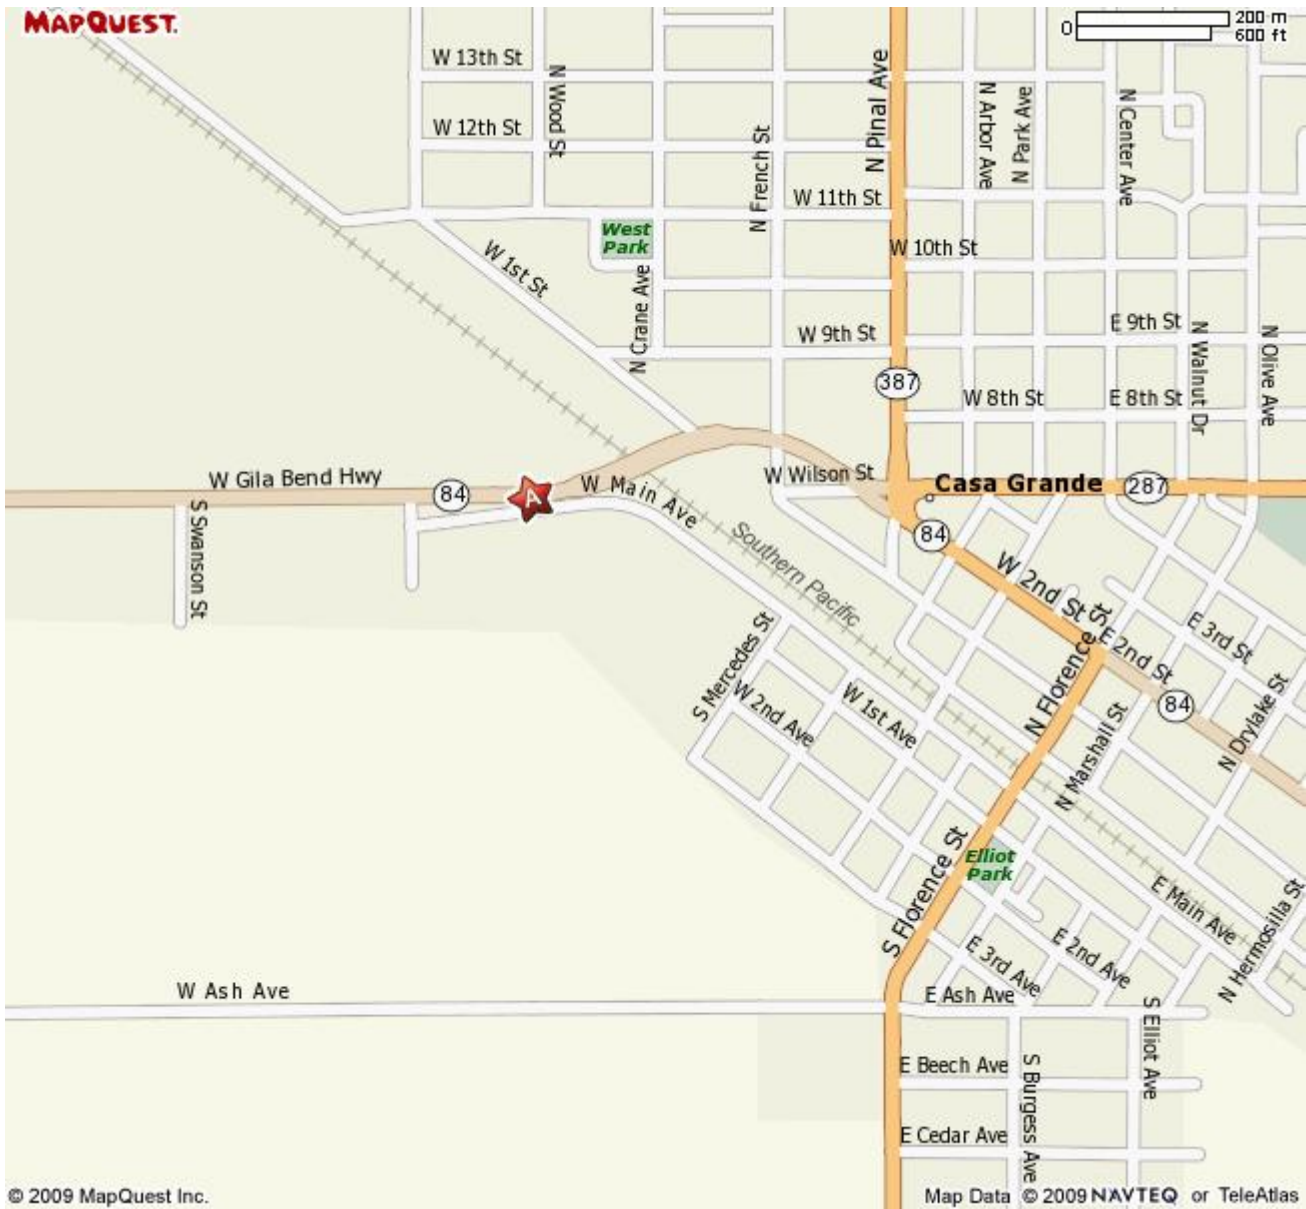 MAPQUEST.
200 m
0
600 ft
W 13th St
N Wood St
W 12th St
N French St
N Pinal Ave
N Arbor Ave
N Park Ave
N Center Ave
W 11th St
West
Park
W 10th St
W 1st St
N Crane Ave
W 9th St
E 9th St
N Walnut Dr
N Olive Ave
387
W 8th St
E 8th St
W Gila Bend Hwy
84
A
W Main Ave
W Wilson St
Casa Grande
287
S Swanson St
Southern Pacific
84
W 2nd St
E 2nd St
E 3rd St
S Mercedes St
W 2nd Ave
W 1st Ave
N Florence St
N Marshall St
84
N Drylake St
S Florence St
Elliot
Park
E Main Ave
N Hermosilla St
E 3rd Ave
E 2nd Ave
W Ash Ave
E Ash Ave
S Elliot Ave
E Beech Ave
S Burgess Ave
E Cedar Ave
© 2009 MapQuest Inc.
Map Data © 2009 NAVTEQ or TeleAtlas